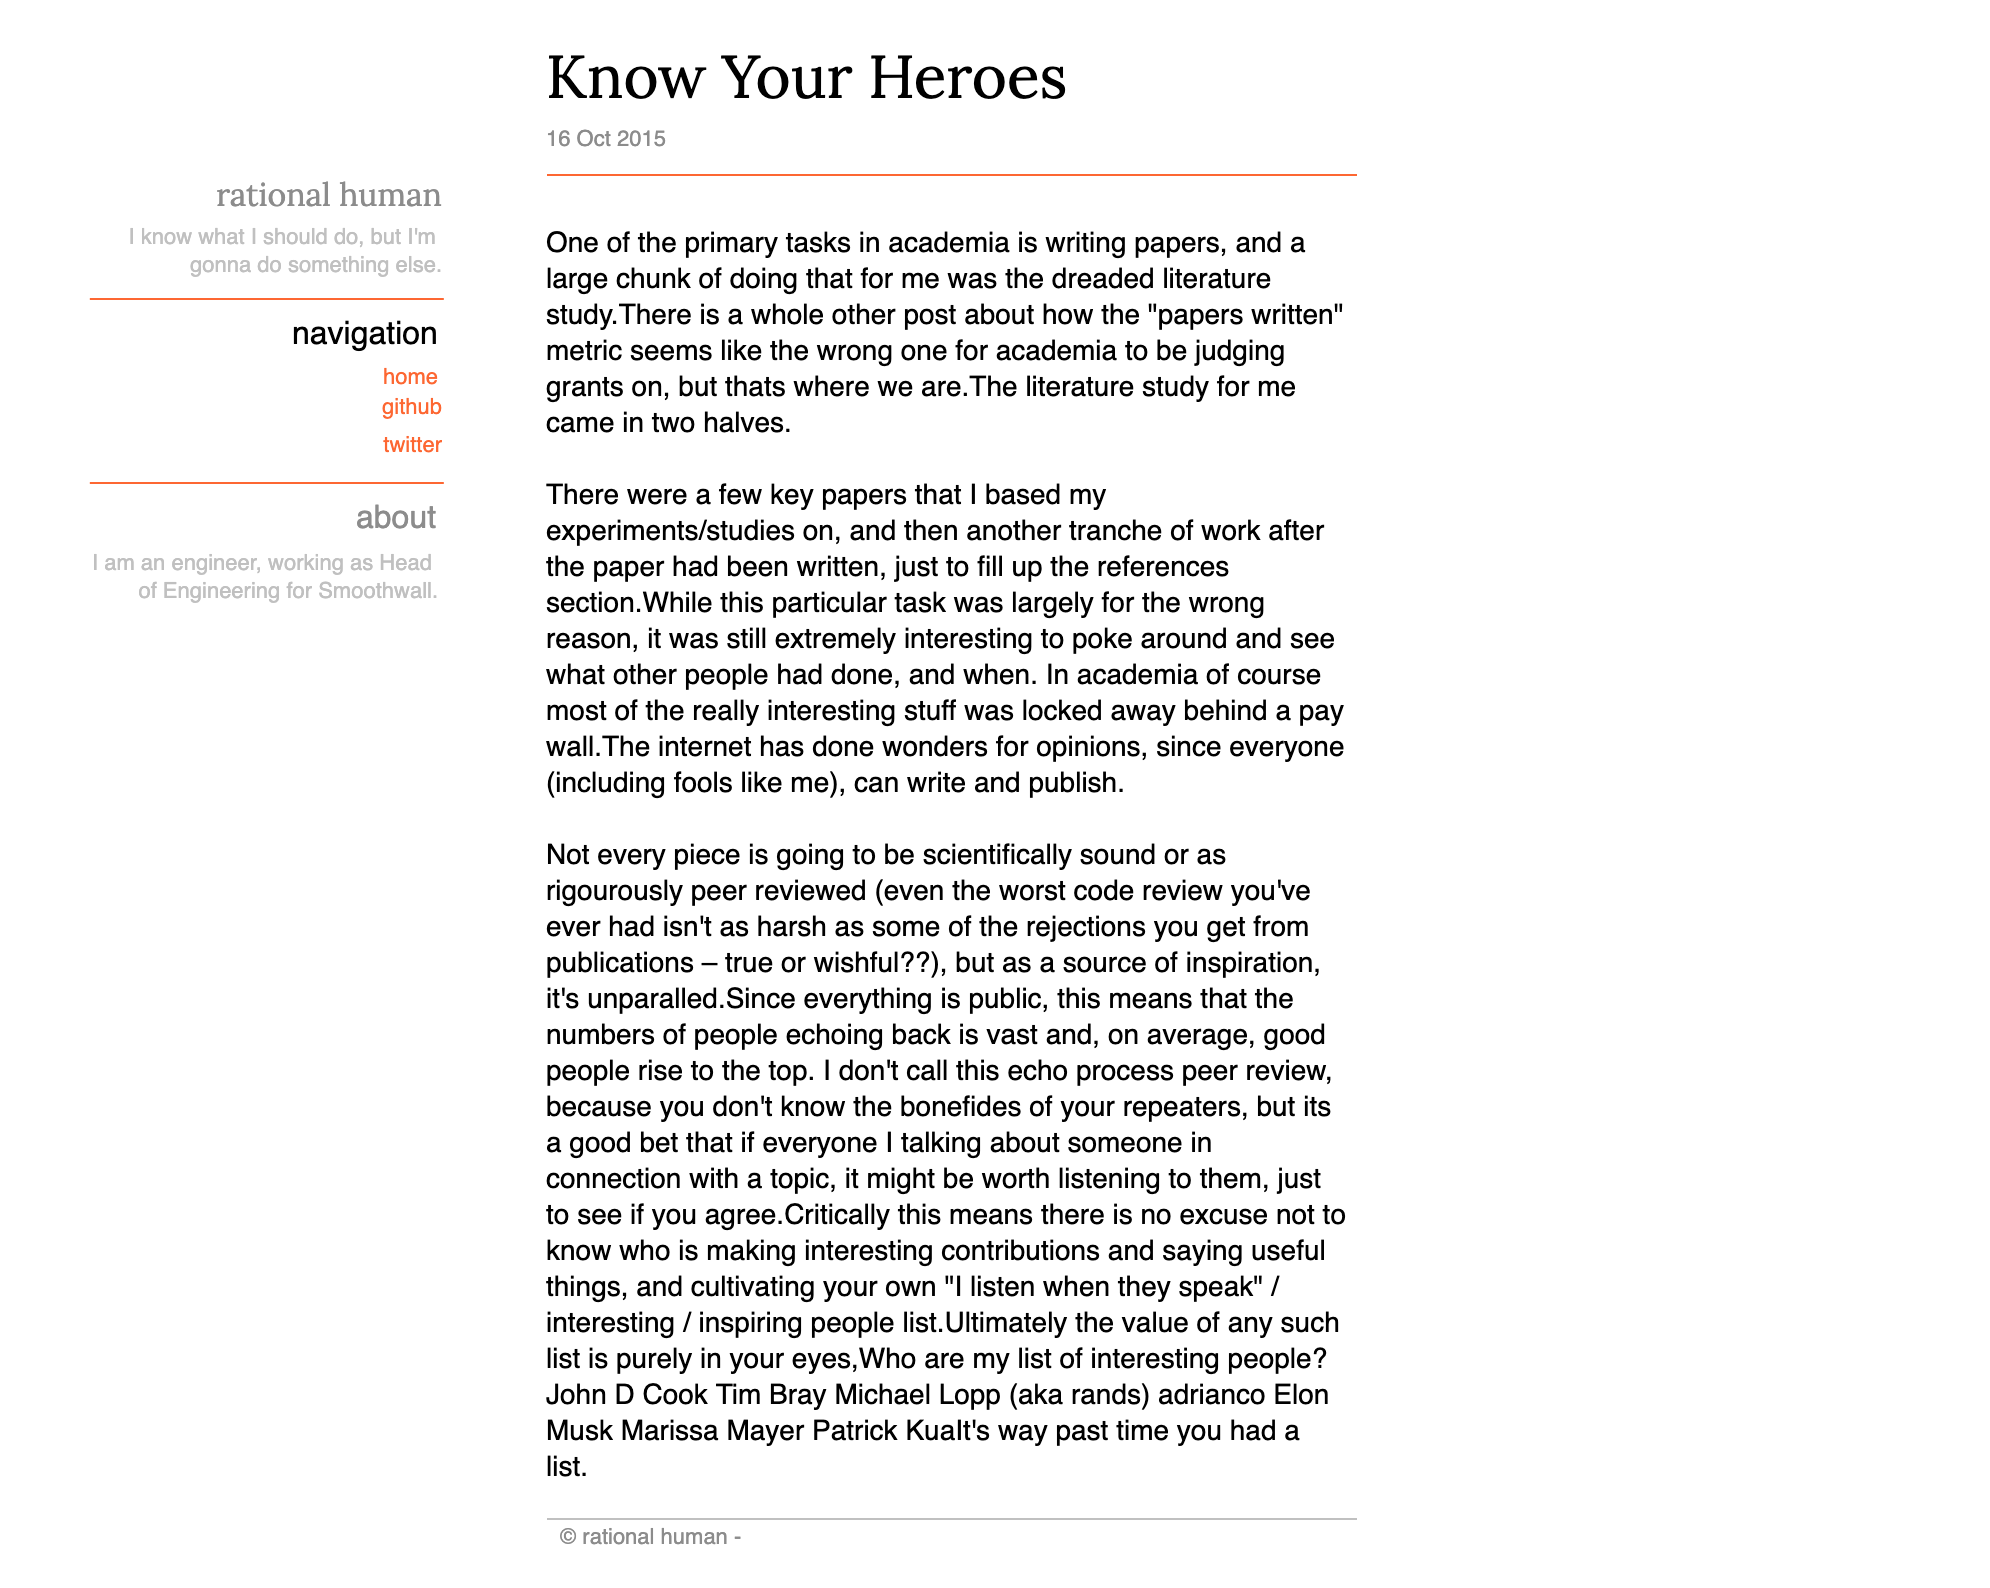 Know Your Heroes
16 Oct 2015
rational human
I know what I should do, but I'm
gonna do something else.
navigation
home
github
twitter
about
I am an engineer, working as Head
of Engineering for Smoothwall.
One of the primary tasks in academia is writing papers, and a
large chunk of doing that for me was the dreaded literature
study.There is a whole other post about how the "papers written"
metric seems like the wrong one for academia to be judging
grants on, but thats where we are.The literature study for me
came in two halves.
There were a few key papers that I based my
experiments/studies on, and then another tranche of work after
the paper had been written, just to fill up the references
section.While this particular task was largely for the wrong
reason, it was still extremely interesting to poke around and see
what other people had done, and when. In academia of course
most of the really interesting stuff was locked away behind a pay
wall.The internet has done wonders for opinions, since everyone
(including fools like me), can write and publish.
Not every piece is going to be scientifically sound or as
rigourously peer reviewed (even the worst code review you've
ever had isn't as harsh as some of the rejections you get from
publications – true or wishful??), but as a source of inspiration,
it's unparalled.Since everything is public, this means that the
numbers of people echoing back is vast and, on average, good
people rise to the top. I don't call this echo process peer review,
because you don't know the bonefides of your repeaters, but its
a good bet that if everyone I talking about someone in
connection with a topic, it might be worth listening to them, just
to see if you agree.Critically this means there is no excuse not to
know who is making interesting contributions and saying useful
things, and cultivating your own "I listen when they speak" /
interesting / inspiring people list.Ultimately the value of any such
list is purely in your eyes,Who are my list of interesting people?
John D Cook Tim Bray Michael Lopp (aka rands) adrianco Elon
Musk Marissa Mayer Patrick KuaIt's way past time you had a
list.
© rational human -